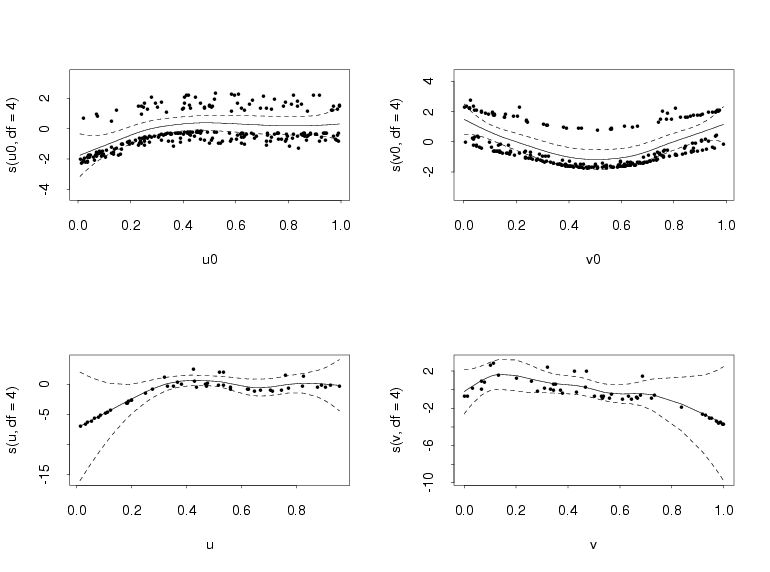 s(u0, df = 4)
2
0
-2
-4
0.0 0.2 0.4 0.6 0.8 1.0
u0
s(v0, df = 4)
4
2
0
-2
0.0 0.2 0.4 0.6 0.8 1.0
v0
s(u, df = 4)
0
-5
-15
0.0 0.2 0.4 0.6 0.8
u
s(v, df = 4)
2
-2
-6
-10
0.0 0.2 0.4 0.6 0.8 1.0
v